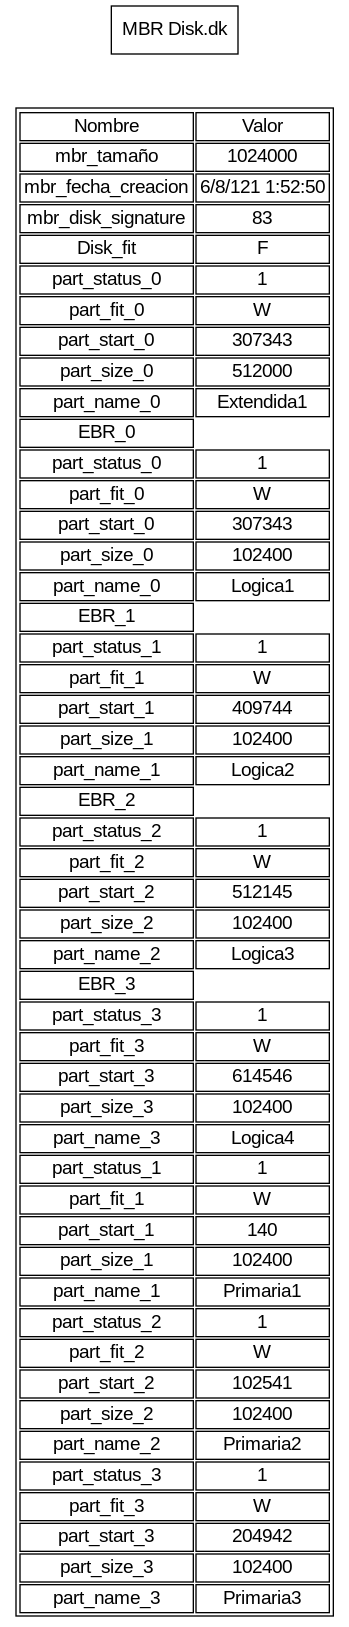 MBR Disk.dk
Nombre Valor
mbr_tamaño 1024000
mbr_fecha_creacion 6/8/121 1:52:50
mbr_disk_signature 83
Disk_fit F
part_status_0 1
part_fit_0 W
part_start_0 307343
part_size_0 512000
part_name_0 Extendida1
EBR_0
part_status_0 1
part_fit_0 W
part_start_0 307343
part_size_0 102400
part_name_0 Logica1
EBR_1
part_status_1 1
part_fit_1 W
part_start_1 409744
part_size_1 102400
part_name_1 Logica2
EBR_2
part_status_2 1
part_fit_2 W
part_start_2 512145
part_size_2 102400
part_name_2 Logica3
EBR_3
part_status_3 1
part_fit_3 W
part_start_3 614546
part_size_3 102400
part_name_3 Logica4
part_status_1 1
part_fit_1 W
part_start_1 140
part_size_1 102400
part_name_1 Primaria1
part_status_2 1
part_fit_2 W
part_start_2 102541
part_size_2 102400
part_name_2 Primaria2
part_status_3 1
part_fit_3 W
part_start_3 204942
part_size_3 102400
part_name_3 Primaria3